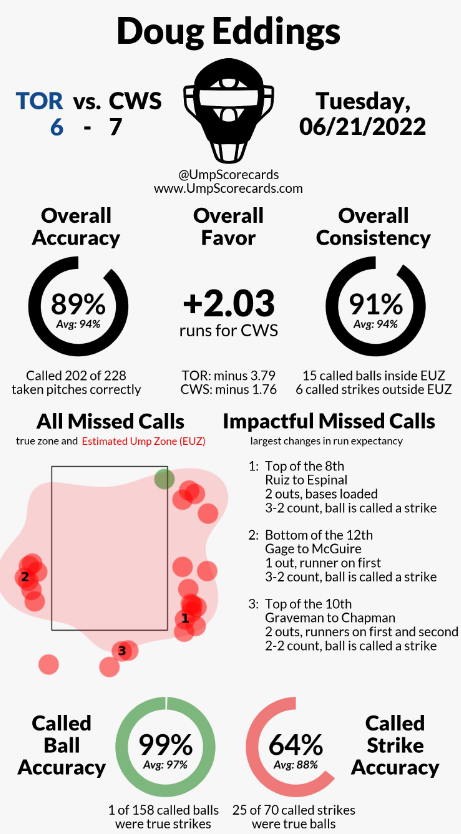 Doug Eddings
TOR vs. CWS
6 - 7
Tuesday,
06/21/2022
@UmpScorecards
www.UmpScorecards.com
Overall
Accuracy
89%
Avg: 94%
Called 202 of 228
taken pitches correctly
Overall
Favor
+2.03
runs for CWS
TOR: minus 3.79
CWS: minus 1.76
Overall
Consistency
91%
Avg: 94%
15 called balls inside EUZ
6 called strikes outside EUZ
All Missed Calls
true zone and Estimated Ump Zone (EUZ)
2
1
3
Impactful Missed Calls
largest changes in run expectancy
1: Top of the 8th
Ruiz to Espinal
2 outs, bases loaded
3-2 count, ball is called a strike
2: Bottom of the 12th
Gage to McGuire
1 out, runner on first
3-2 count, ball is called a strike
3: Top of the 10th
Graveman to Chapman
2 outs, runners on first and second
2-2 count, ball is called a strike
Called
Ball
Accuracy
99%
Avg: 97%
1 of 158 called balls
were true strikes
64%
Avg: 88%
25 of 70 called strikes
were true balls
Called
Strike
Accuracy